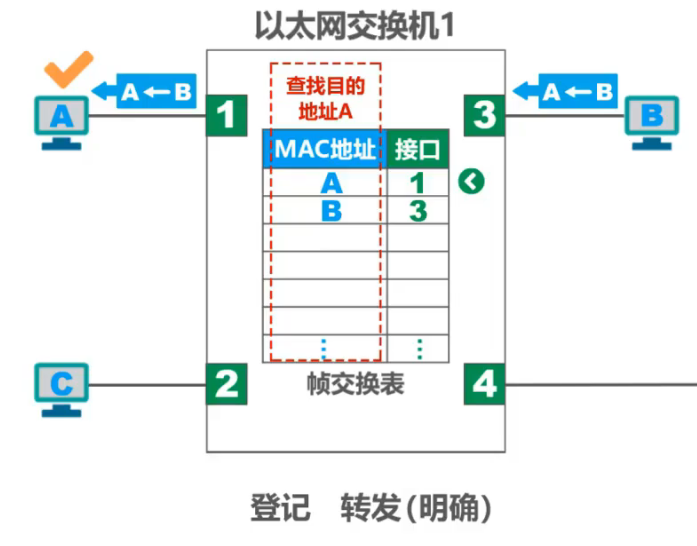 以太网交换机1
A←B
A←B
A
1
查找目的
地址A
3
B
MAC地址 接口
A 1
B 3
⋮ ⋮
C
2
帧交换表
4
登记 转发(明确)